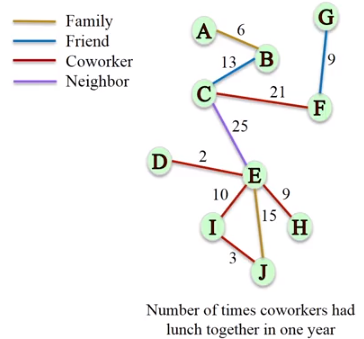 Family
Friend
Coworker
Neighbor
G
A
6
B
13
9
C
21
F
25
D
2
E
10
15
9
I
H
3
J
Number of times coworkers had
lunch together in one year